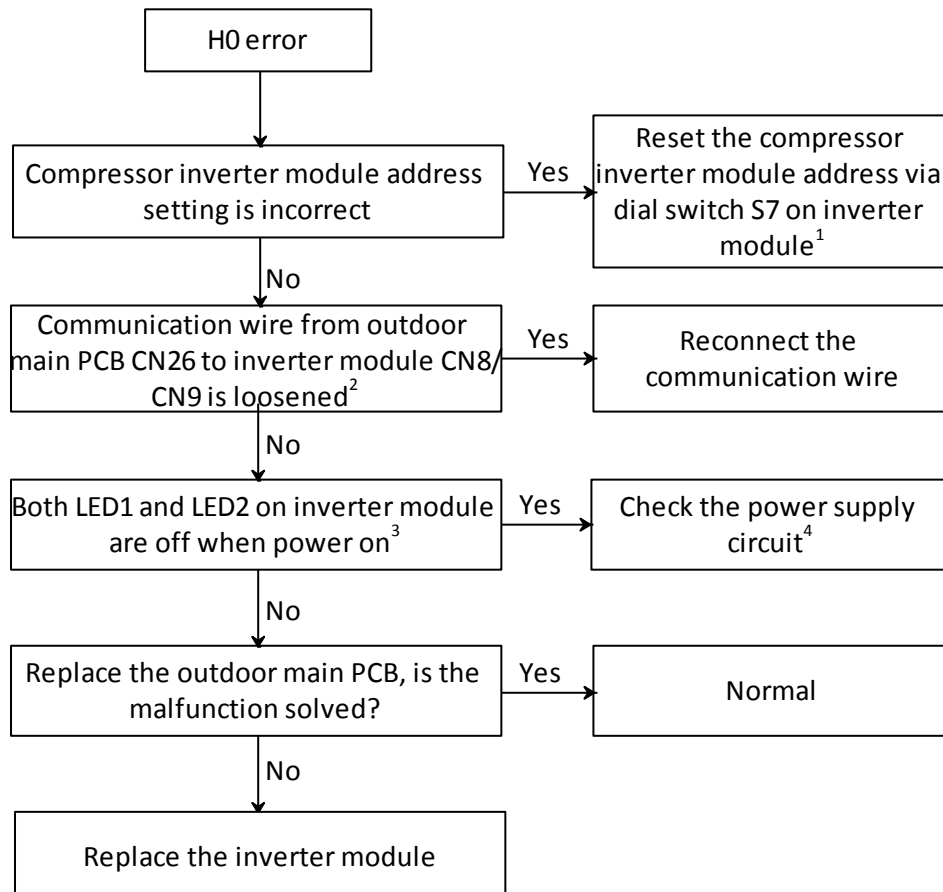 H0 error
Compressor inverter module address
setting is incorrect
Yes
Reset the compressor
inverter module address via
dial switch S7 on inverter
module¹
No
Communication wire from outdoor
main PCB CN26 to inverter module CN8/
CN9 is loosened²
Yes
Reconnect the
communication wire
No
Both LED1 and LED2 on inverter module
are off when power on³
Yes
Check the power supply
circuit⁴
No
Replace the outdoor main PCB, is the
malfunction solved?
Yes
Normal
No
Replace the inverter module